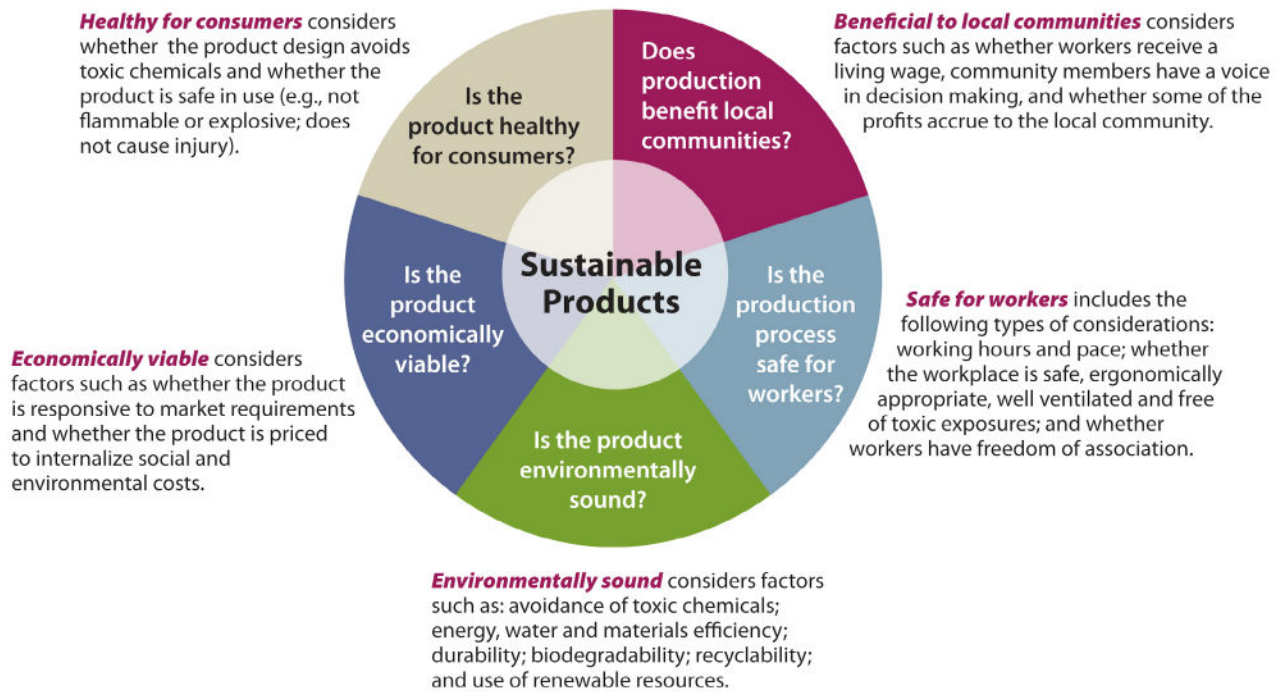 Healthy for consumers considers
whether the product design avoids
toxic chemicals and whether the
product is safe in use (e.g., not
flammable or explosive; does
not cause injury).
Is the
product healthy
for consumers?
Does
production
benefit local
communities?
Beneficial to local communities considers
factors such as whether workers receive a
living wage, community members have a voice
in decision making, and whether some of the
profits accrue to the local community.
Sustainable
Products
Is the
product
economically
viable?
Is the
production
process
safe for
workers?
Safe for workers includes the
following types of considerations:
working hours and pace; whether
the workplace is safe, ergonomically
appropriate, well ventilated and free
of toxic exposures; and whether
workers have freedom of association.
Economically viable considers
factors such as whether the product
is responsive to market requirements
and whether the product is priced
to internalize social and
environmental costs.
Is the product
environmentally
sound?
Environmentally sound considers factors
such as: avoidance of toxic chemicals;
energy, water and materials efficiency;
durability; biodegradability; recyclability;
and use of renewable resources.